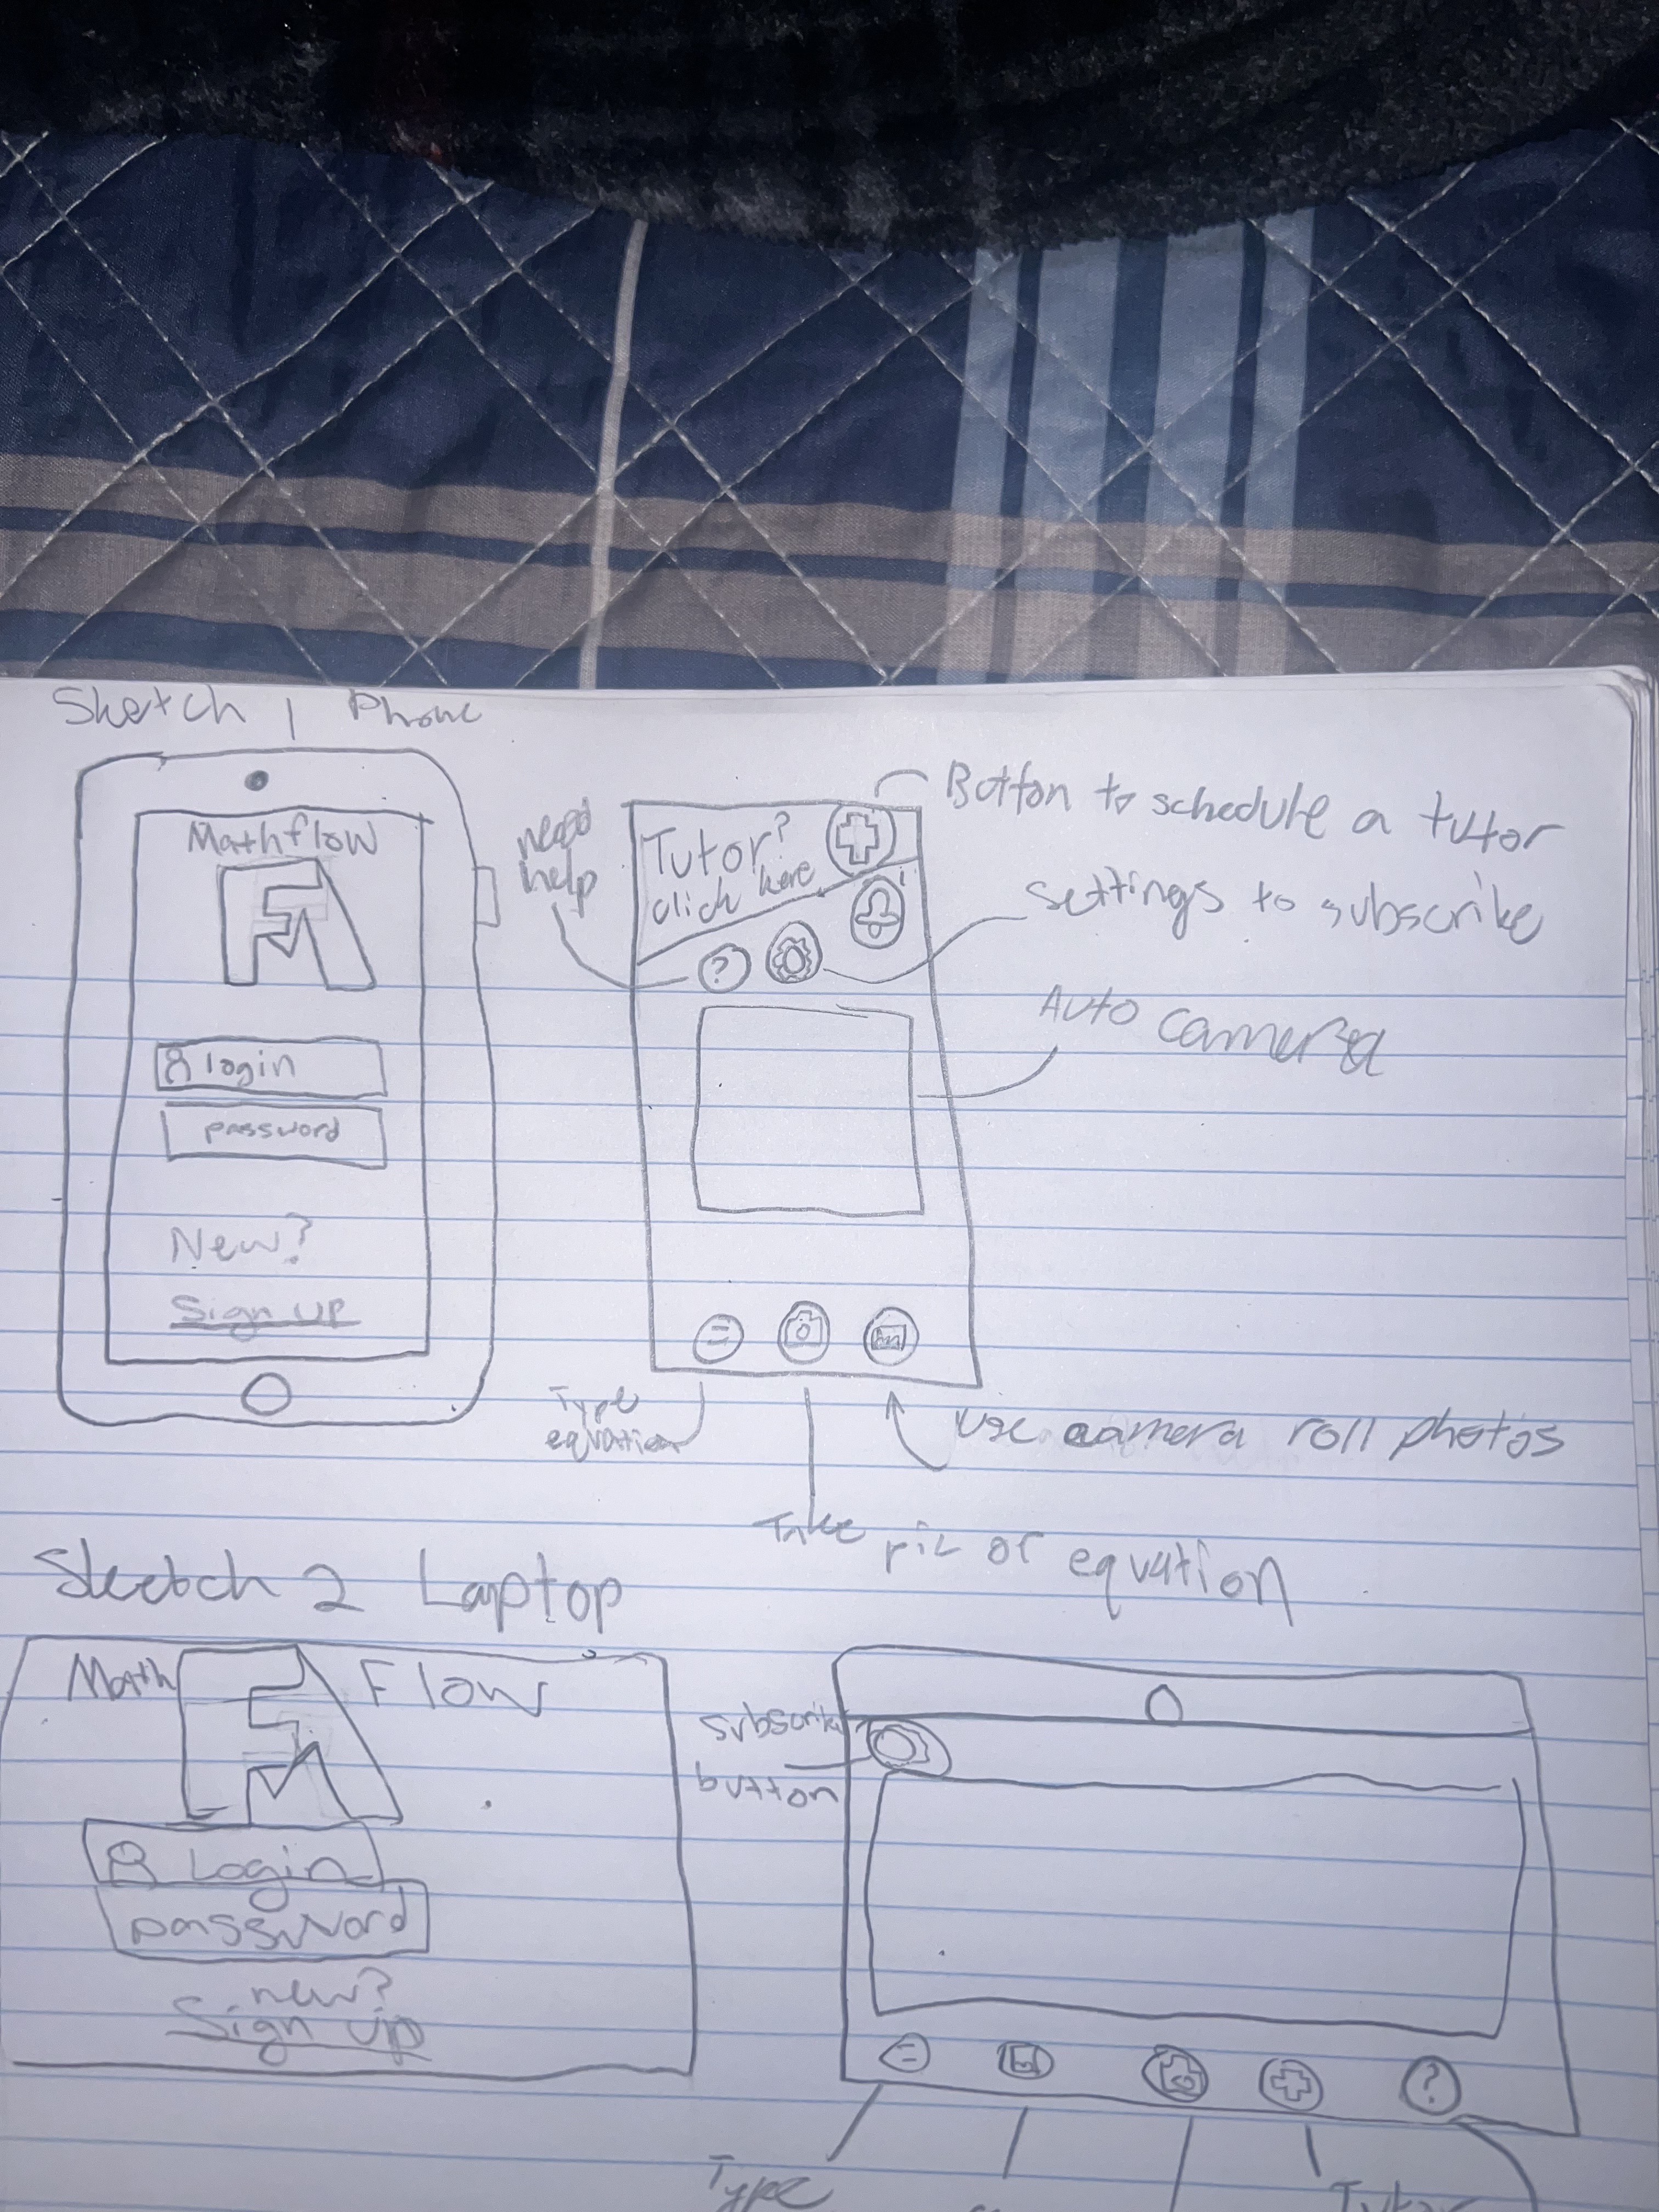 Sketch 1 Phone
Mathflow
login
password
New?
Sign up
need
help
Tutor?
click here
?
Button to schedule a tutor
settings to subscribe
Auto camera
=
Type
equation
Take pic of equation
use camera roll photos
Sketch 2 Laptop
Math Flow
Login
password
new?
Sign up
subscribe
button
=
?
Type
Tutor